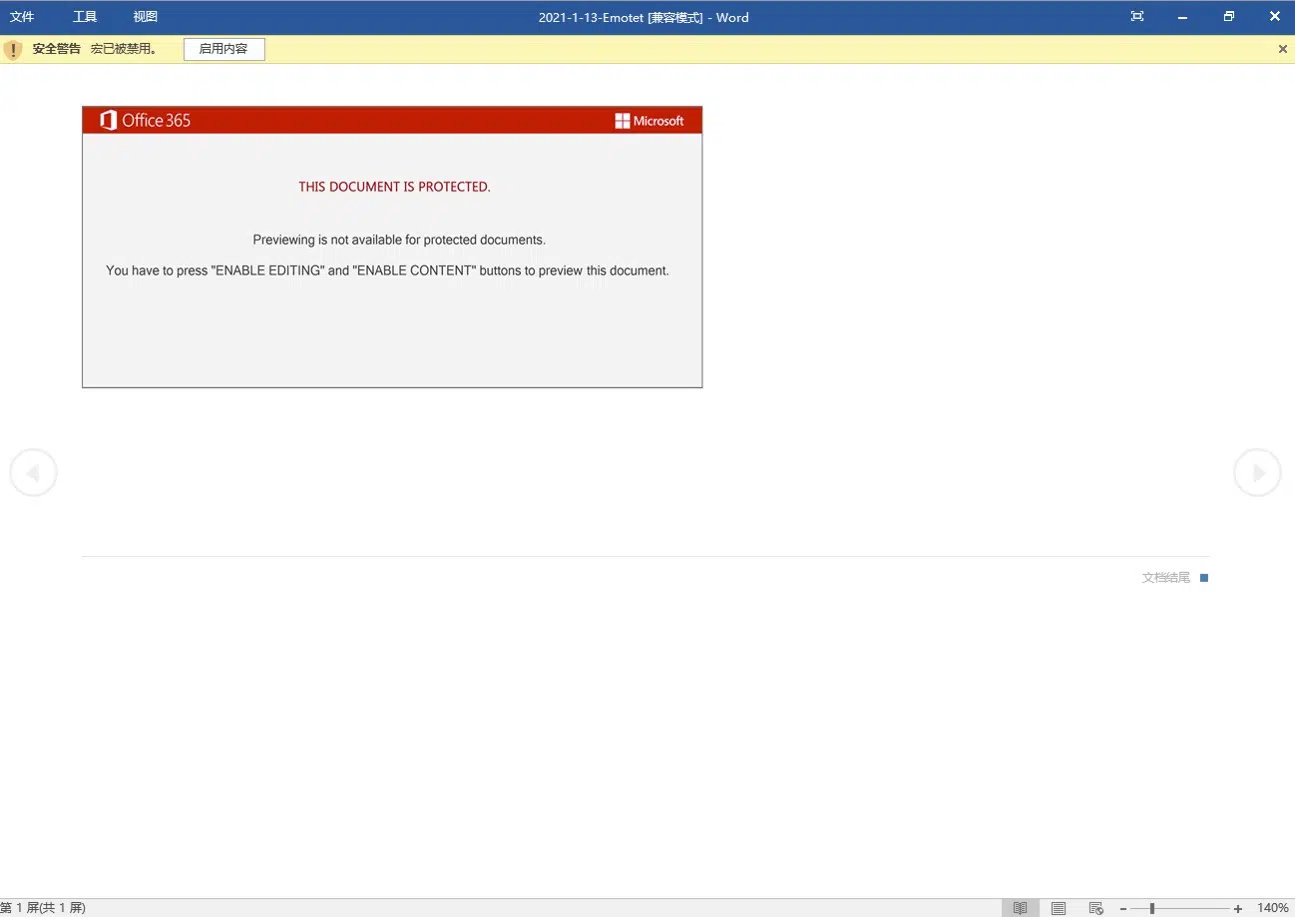 文件 工具 视图 2021-1-13-Emotet [兼容模式] - Word
安全警告 宏已被禁用。 启用内容
Office 365 Microsoft
THIS DOCUMENT IS PROTECTED.
Previewing is not available for protected documents.
You have to press "ENABLE EDITING" and "ENABLE CONTENT" buttons to preview this document.
文档结尾
第 1 屏(共 1 屏) 140%